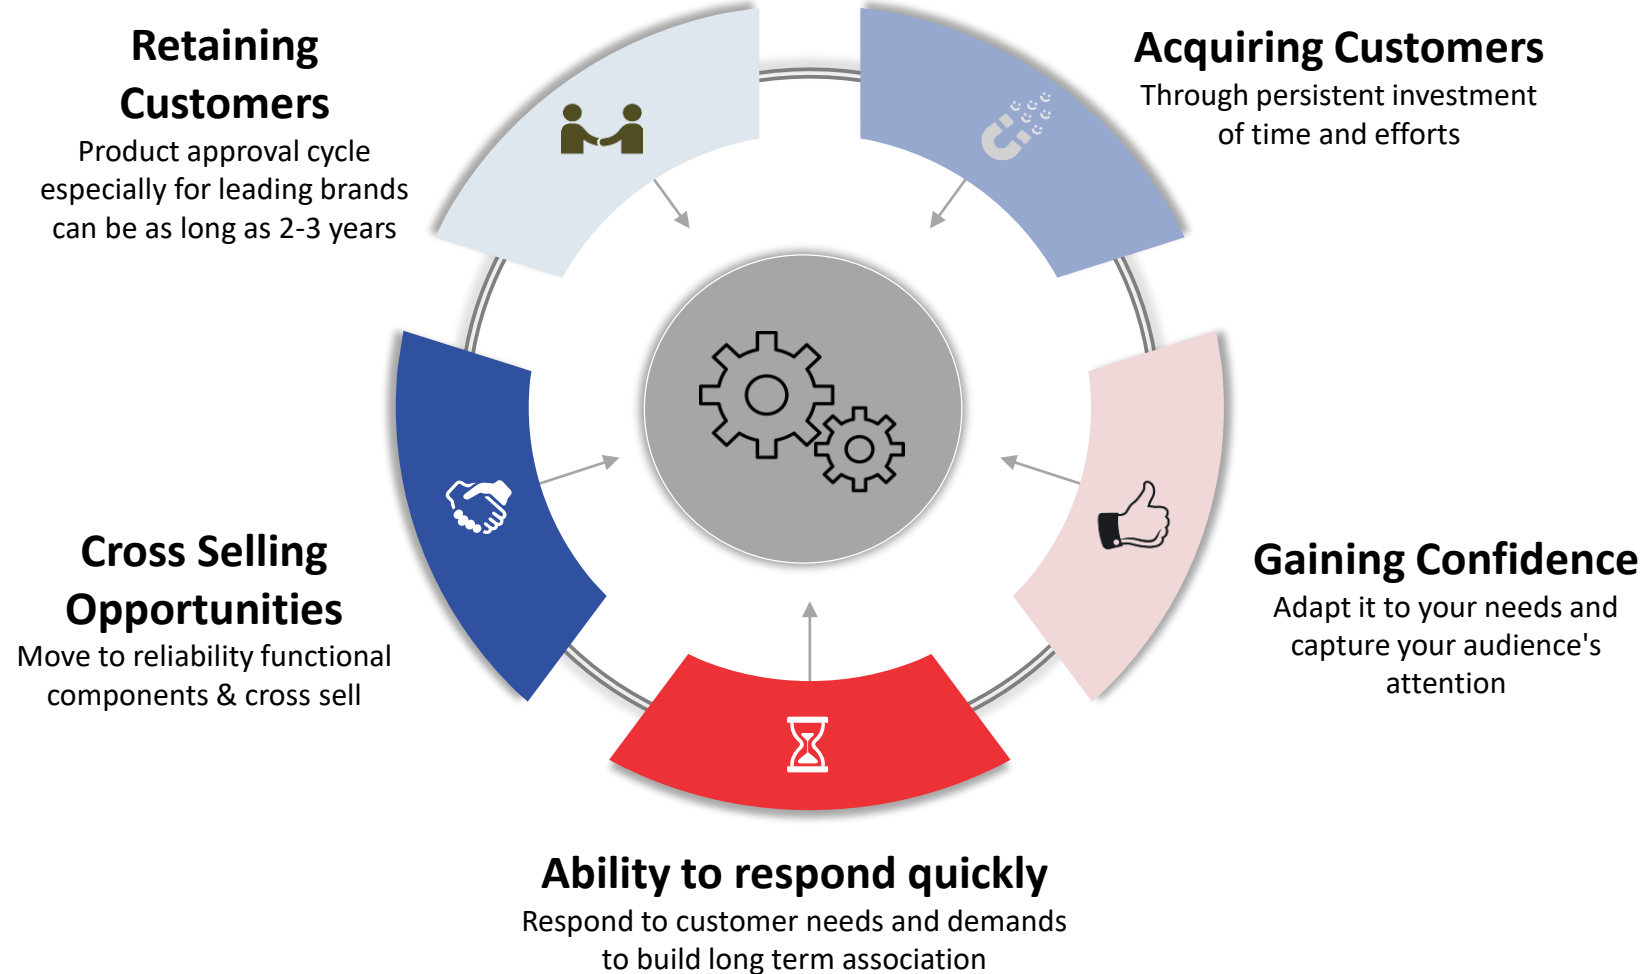 Retaining
Customers
Product approval cycle
especially for leading brands
can be as long as 2-3 years
Acquiring Customers
Through persistent investment
of time and efforts
Cross Selling
Opportunities
Move to reliability functional
components & cross sell
Gaining Confidence
Adapt it to your needs and
capture your audience's
attention
Ability to respond quickly
Respond to customer needs and demands
to build long term association